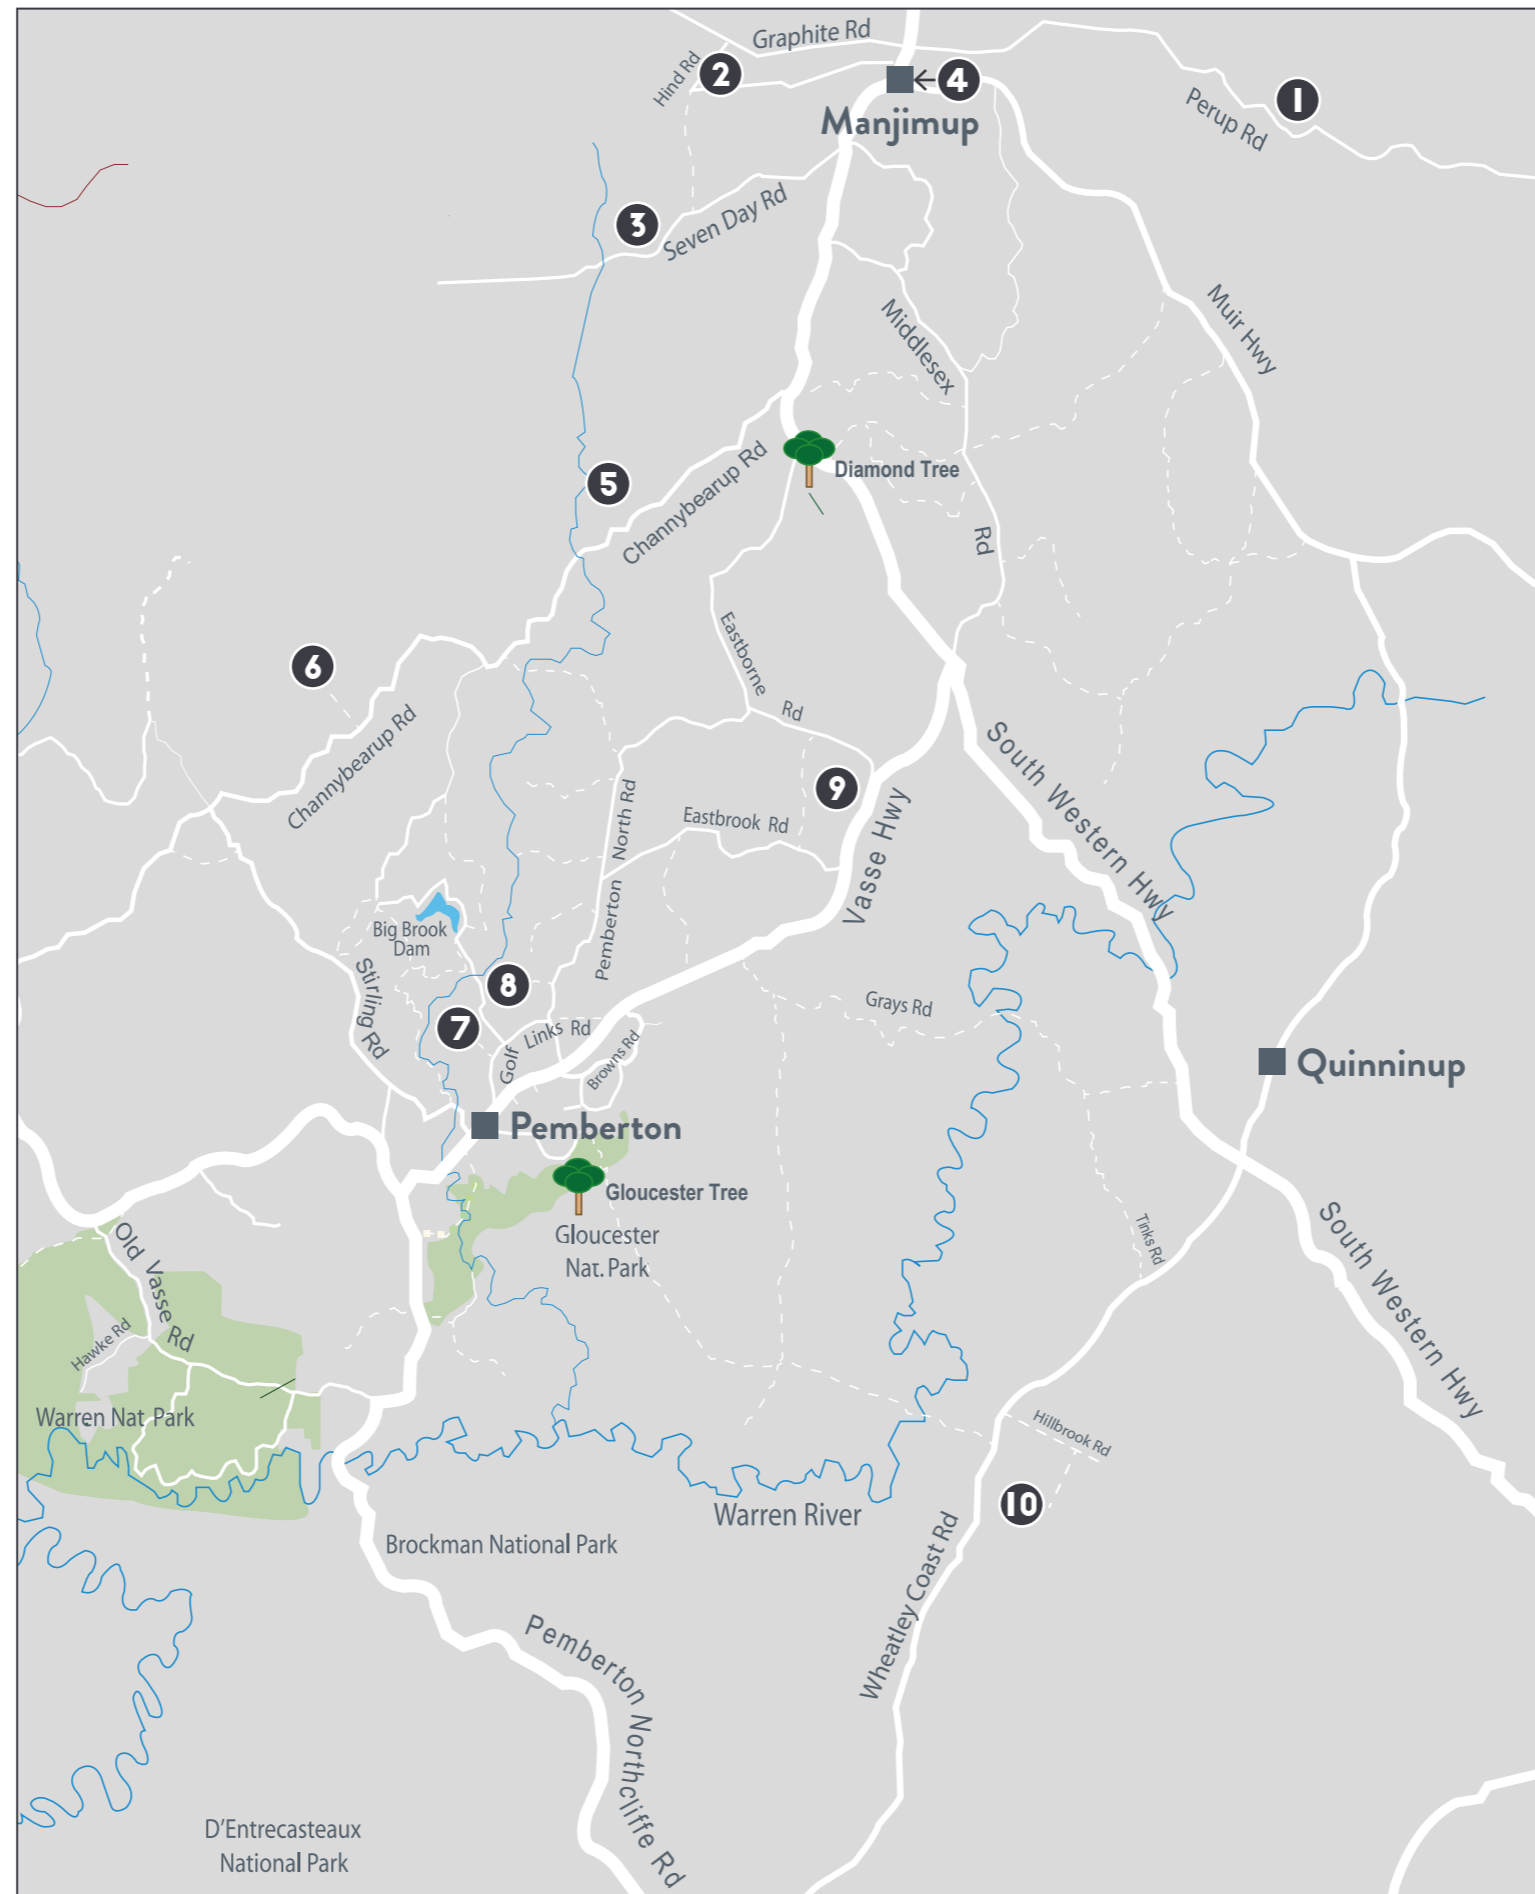 Graphite Rd
Hind Rd
2
4
1
Manjimup
Perup Rd
3
Seven Day Rd
Muir Hwy
Middlesex
Rd
Diamond Tree
5
Channybearup Rd
Eastborne
Rd
6
Channybearup Rd
South Western Hwy
9
Vasse Hwy
North Rd
Pemberton
Eastbrook Rd
Big Brook
Dam
Stirling Rd
8
7
Golf
Links Rd
Browns Rd
Grays Rd
Quinninup
Pemberton
Gloucester Tree
Gloucester
Nat. Park
Tinks Rd
South Western Hwy
Old Vasse Rd
Hawke Rd
Warren Nat Park
Hillbrook Rd
10
Warren River
Brockman National Park
Wheatley Coast Rd
Pemberton Northcliffe Rd
D'Entrecasteaux
National Park